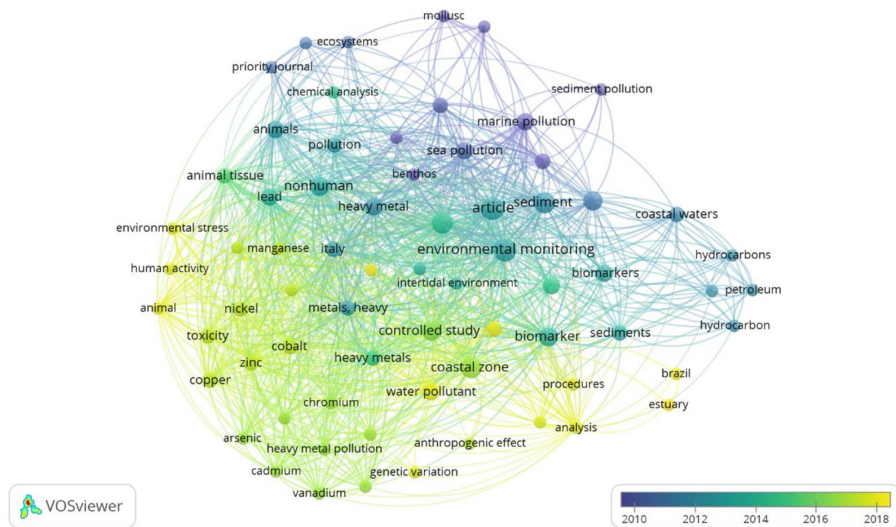 mollusc
ecosystems
priority journal
chemical analysis
sediment pollution
animals
marine pollution
pollution
sea pollution
animal tissue
benthos
nonhuman
lead
heavy metal
article
sediment
coastal waters
environmental stress
manganese
italy
environmental monitoring
hydrocarbons
human activity
biomarkers
intertidal environment
petroleum
animal
nickel
metals, heavy
hydrocarbon
toxicity
controlled study
biomarker
sediments
cobalt
zinc
heavy metals
coastal zone
copper
brazil
water pollutant
procedures
chromium
estuary
analysis
arsenic
heavy metal pollution
anthropogenic effect
cadmium
genetic variation
vanadium
VOSviewer
2010 2012 2014 2016 2018